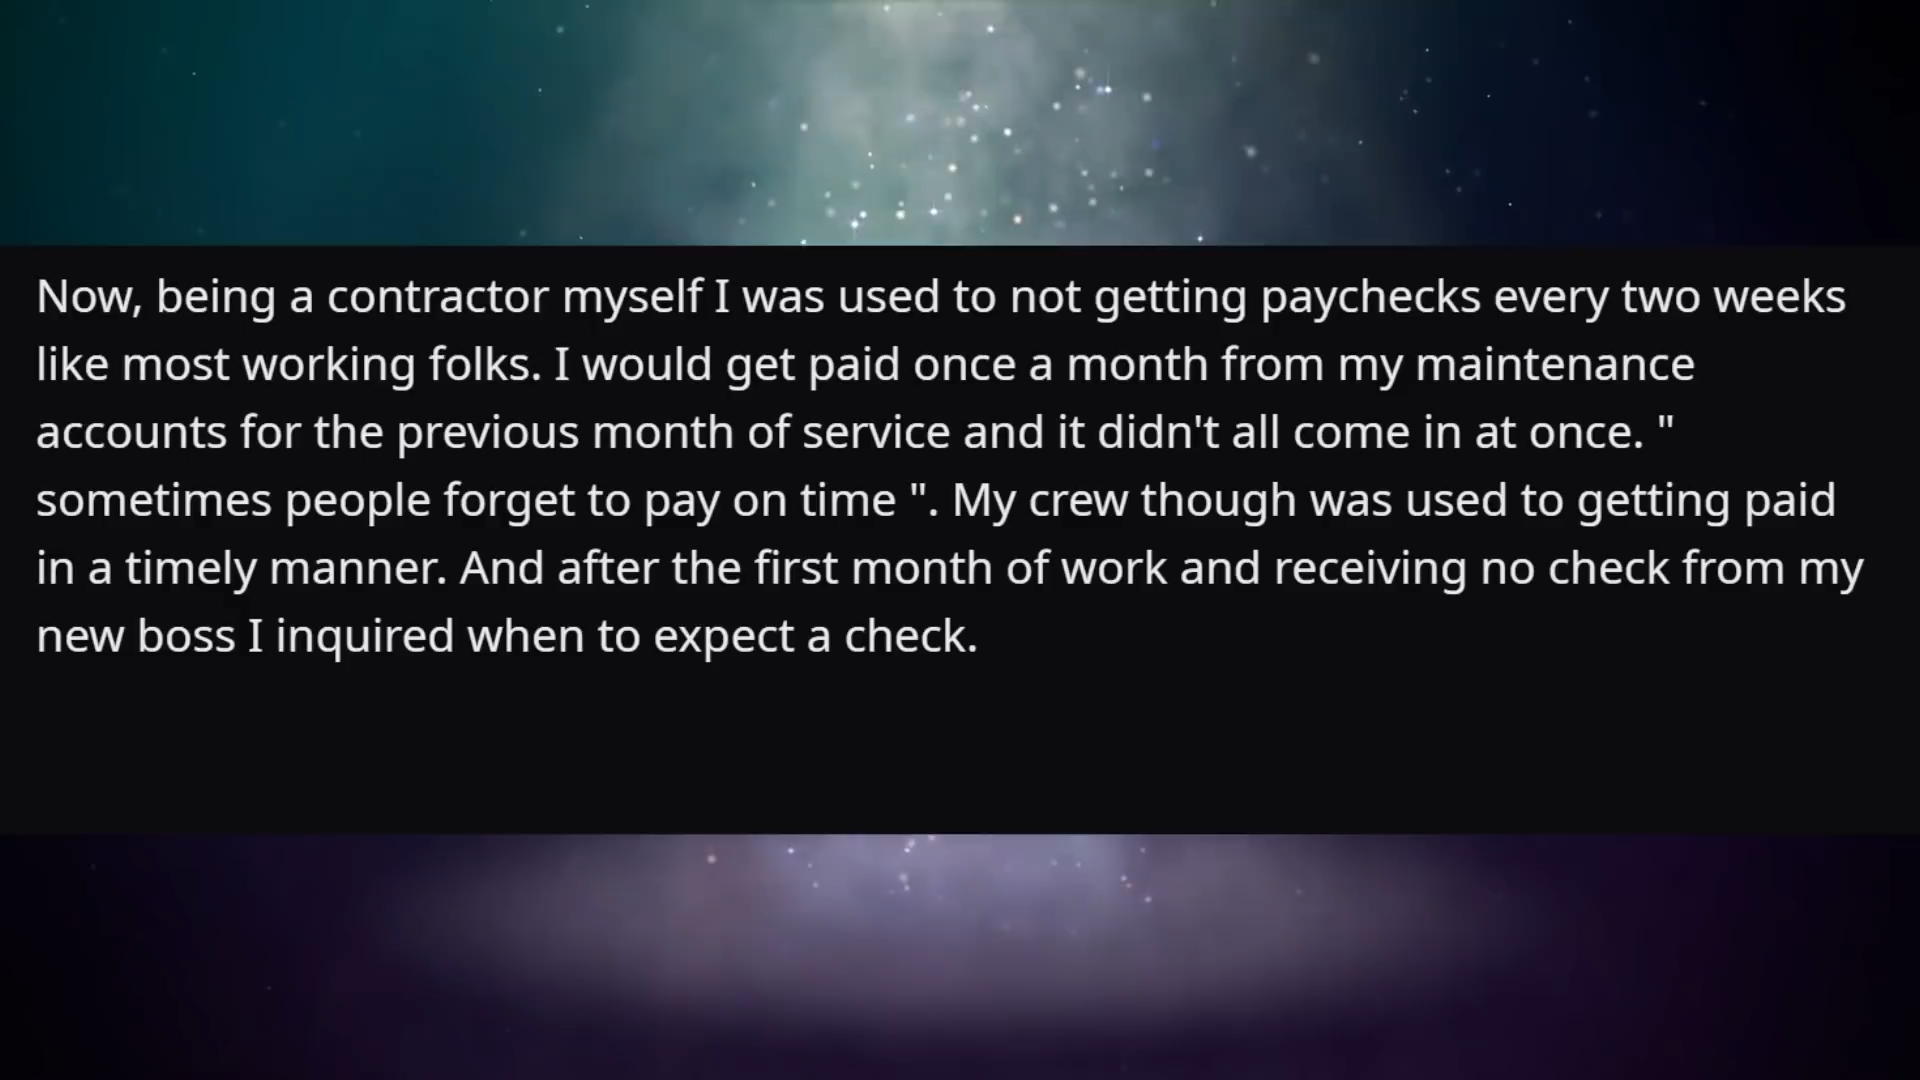 Now, being a contractor myself I was used to not getting paychecks every two weeks
like most working folks. I would get paid once a month from my maintenance
accounts for the previous month of service and it didn't all come in at once. "
sometimes people forget to pay on time ". My crew though was used to getting paid
in a timely manner. And after the first month of work and receiving no check from my
new boss I inquired when to expect a check.